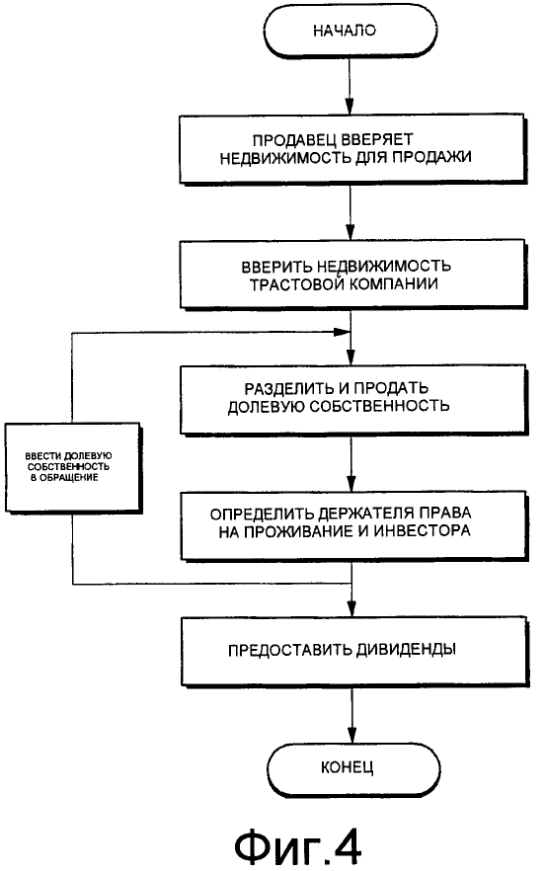 НАЧАЛО
ПРОДАВЕЦ ВВЕРЯЕТ
НЕДВИЖИМОСТЬ ДЛЯ ПРОДАЖИ
ВВЕРИТЬ НЕДВИЖИМОСТЬ
ТРАСТОВОЙ КОМПАНИИ
РАЗДЕЛИТЬ И ПРОДАТЬ
ДОЛЕВУЮ СОБСТВЕННОСТЬ
ВВЕСТИ ДОЛЕВУЮ
СОБСТВЕННОСТЬ
В ОБРАЩЕНИЕ
ОПРЕДЕЛИТЬ ДЕРЖАТЕЛЯ ПРАВА
НА ПРОЖИВАНИЕ И ИНВЕСТОРА
ПРЕДОСТАВИТЬ ДИВИДЕНДЫ
КОНЕЦ
Фиг.4